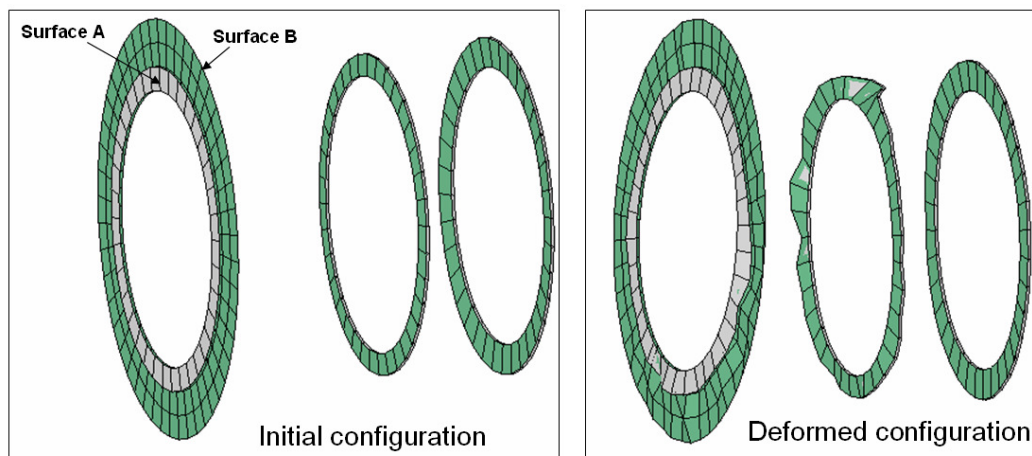 Surface A
Surface B
Initial configuration
Deformed configuration